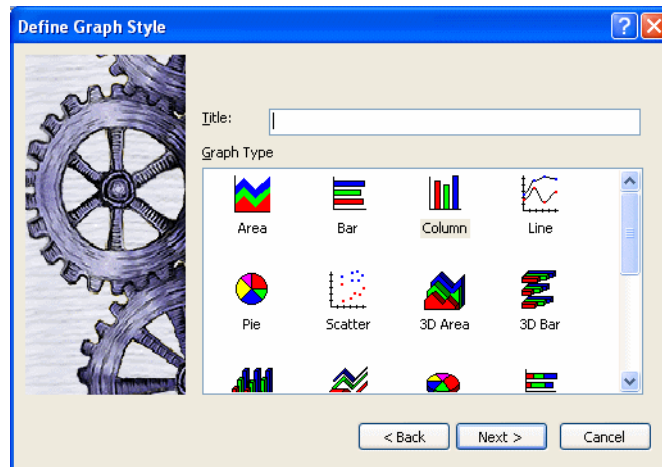 Define Graph Style
Title:
Graph Type
Area Bar Column Line
Pie Scatter 3D Area 3D Bar
< Back Next > Cancel